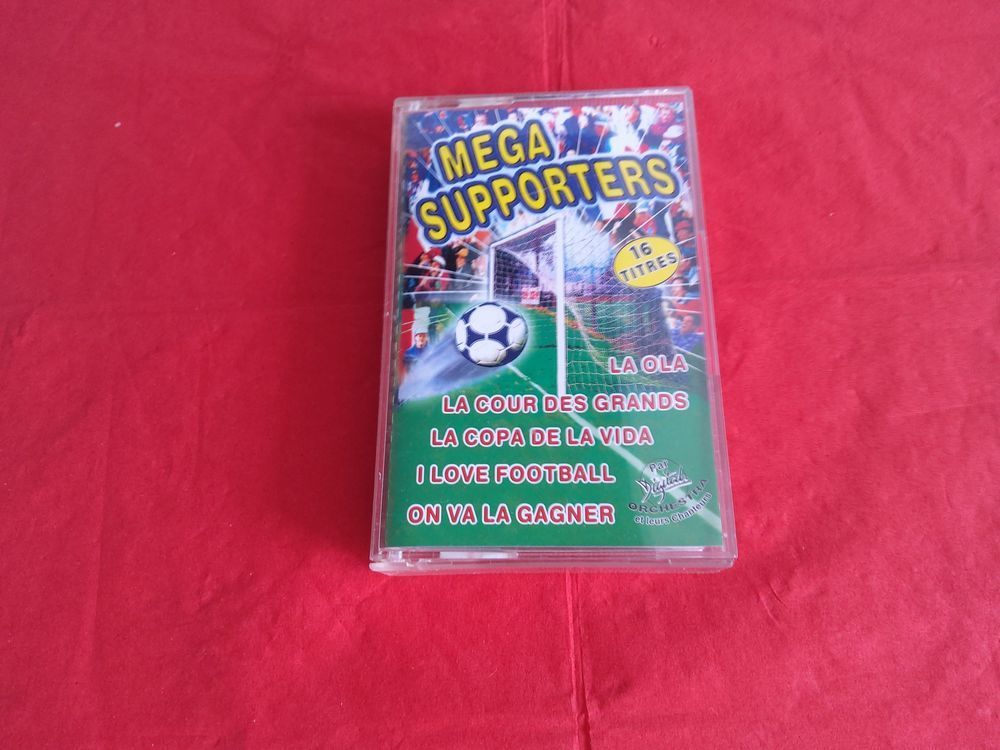 MEGA
SUPPORTERS
16
TITRES
LA OLA
LA COUR DES GRANDS
LA COPA DE LA VIDA
I LOVE FOOTBALL
ON VA LA GAGNER
Par
ORCHESTRA
et leurs Chanteurs